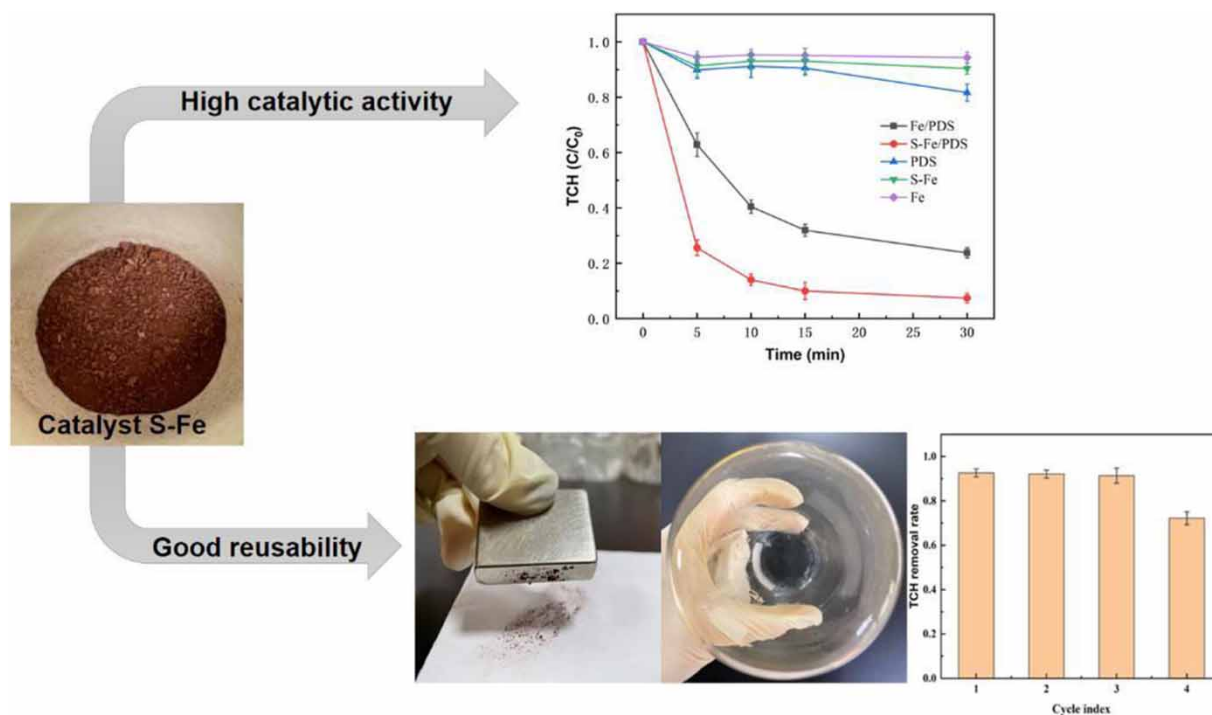 High catalytic activity
Catalyst S-Fe
Good reusability
TCH (C/C₀)
1.0
0.8
0.6
0.4
0.2
0.0
Fe/PDS
S-Fe/PDS
PDS
S-Fe
Fe
0 5 10 15 20 25 30
Time (min)
TCH removal rate
1.0
0.8
0.6
0.4
0.2
0.0
1 2 3 4
Cycle index